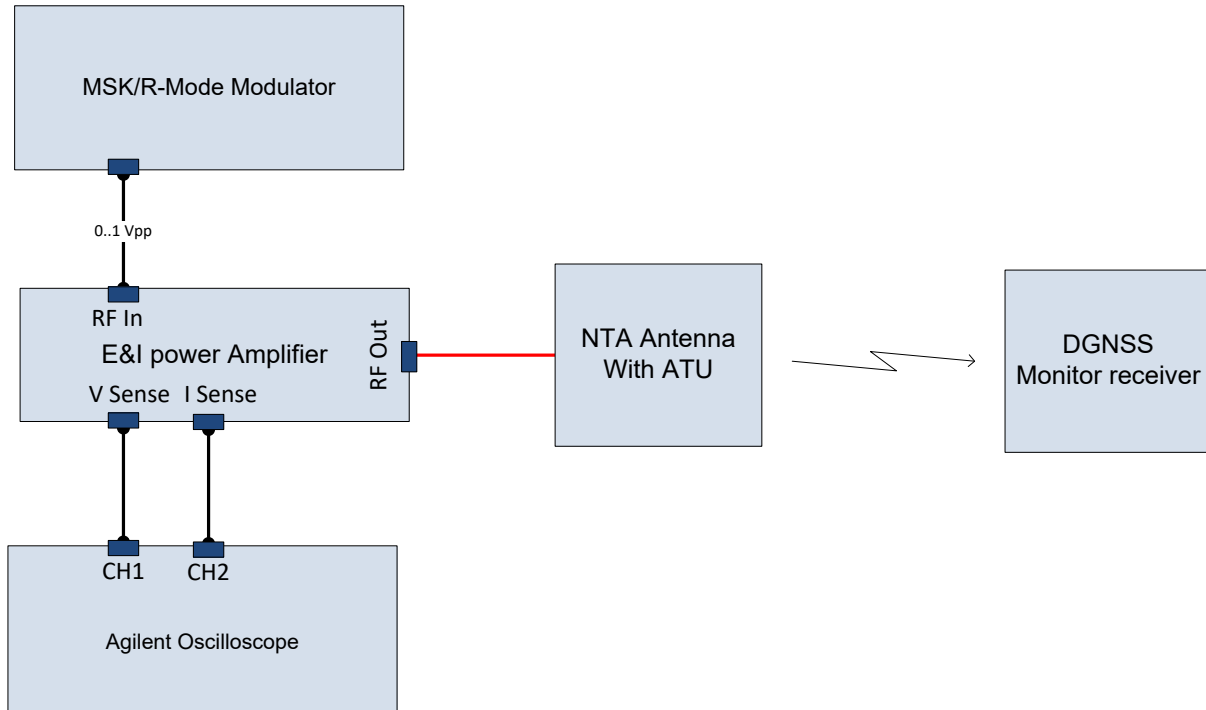 MSK/R-Mode Modulator
0..1 Vpp
RF In
E&I power Amplifier
RF Out
V Sense
I Sense
NTA Antenna
With ATU
DGNSS
Monitor receiver
CH1
CH2
Agilent Oscilloscope